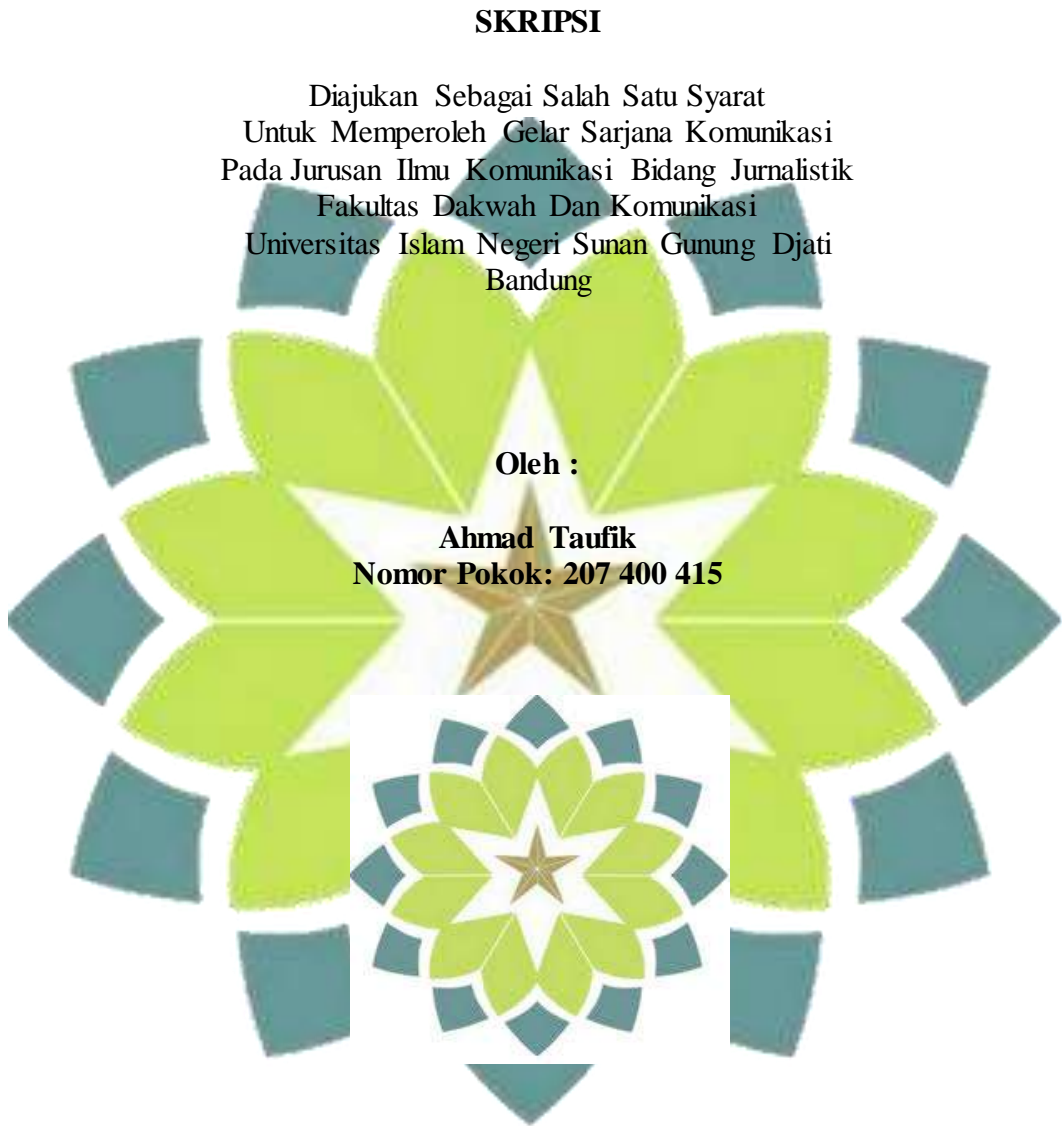 SKRIPSI
Diajukan Sebagai Salah Satu Syarat
Untuk Memperoleh Gelar Sarjana Komunikasi
Pada Jurusan Ilmu Komunikasi Bidang Jurnalistik
Fakultas Dakwah Dan Komunikasi
Universitas Islam Negeri Sunan Gunung Djati
Bandung
Oleh :
Ahmad Taufik
Nomor Pokok: 207 400 415